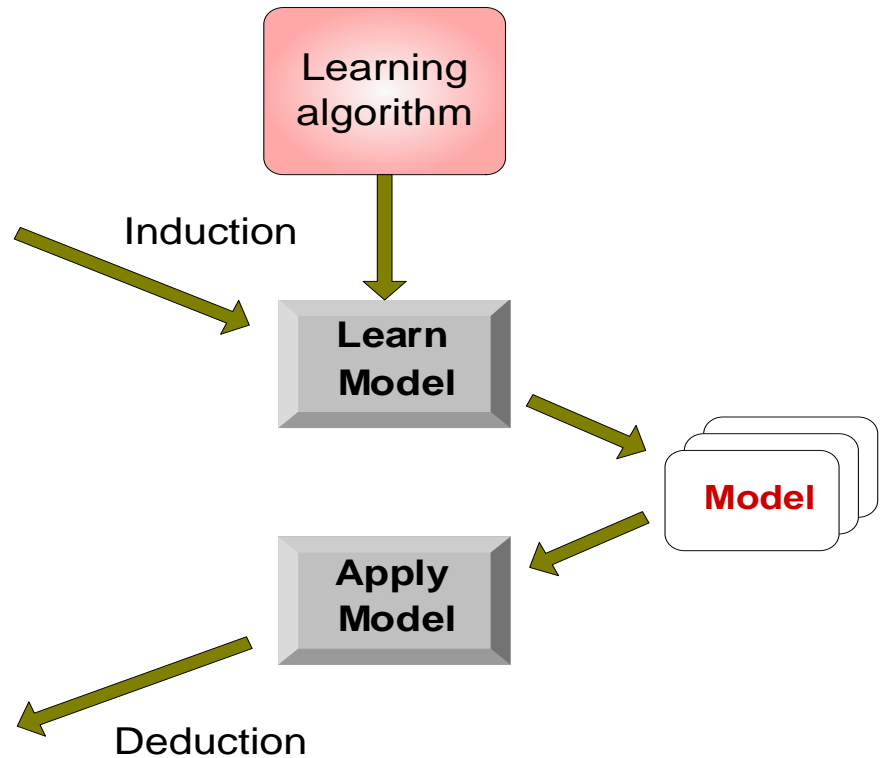 Learning
algorithm
Induction
Learn
Model
Model
Apply
Model
Deduction